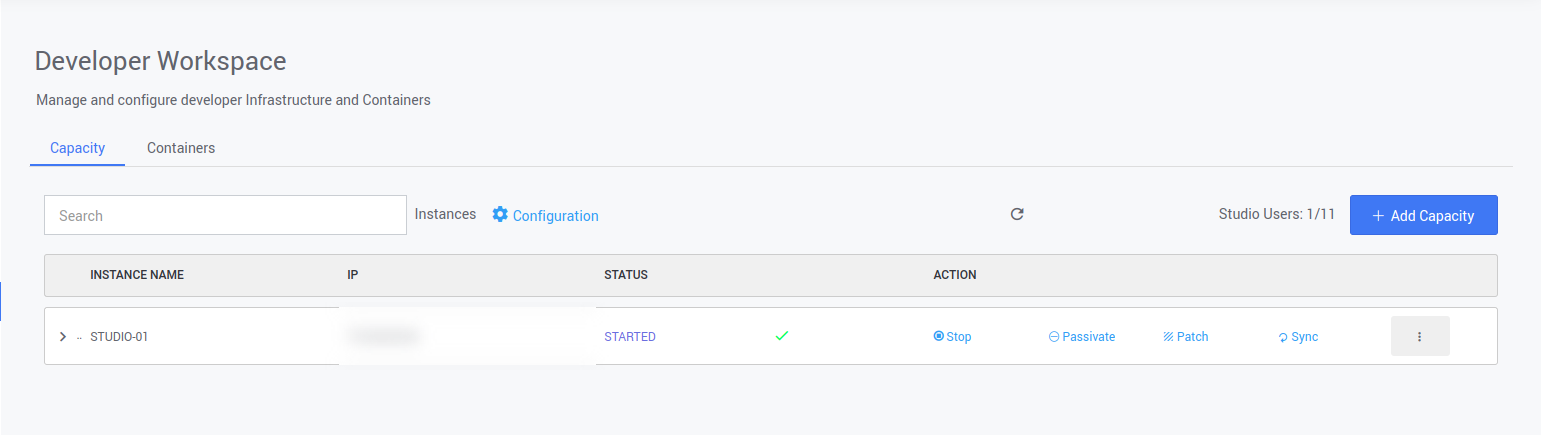 Developer Workspace
Manage and configure developer Infrastructure and Containers
Capacity Containers
Search Instances Configuration Studio Users: 1/11 + Add Capacity
INSTANCE NAME IP STATUS ACTION
STUDIO-01 STARTED Stop Passivate Patch Sync